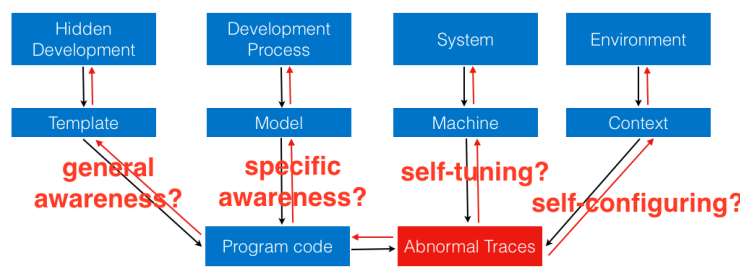 Hidden
Development
Development
Process
System
Environment
Template
Model
Machine
Context
general
awareness?
specific
awareness?
self-tuning?
self-configuring?
Program code
Abnormal Traces